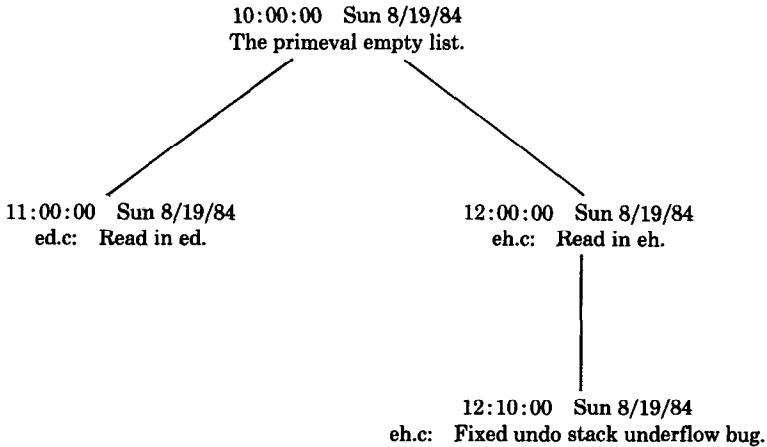 10:00:00 Sun 8/19/84
The primeval empty list.
11:00:00 Sun 8/19/84
ed.c: Read in ed.
12:00:00 Sun 8/19/84
eh.c: Read in eh.
12:10:00 Sun 8/19/84
eh.c: Fixed undo stack underflow bug.